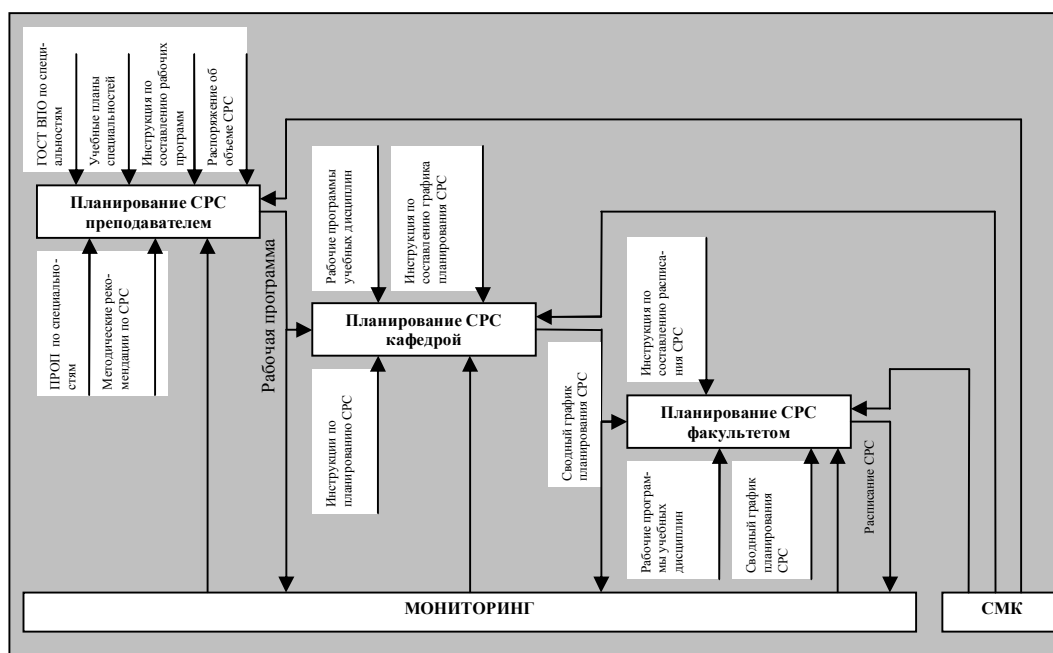 ГОСТ ВПО по специ-
альностям
Учебные планы
специальностей
Инструкция по
составлению рабочих
программ
Распоряжение об
объеме СРС
Планирование СРС
преподавателем
ПРОП по специально-
стям
Методические реко-
мендации по СРС
Рабочая программа
Рабочие программы
учебных дисциплин
Инструкция по
составлению графика
планирования СРС
Планирование СРС
кафедрой
Инструкции по
планированию СРС
Сводный график
планирования СРС
Инструкция по
составлению расписа-
ния СРС
Планирование СРС
факультетом
Рабочие програм-
мы учебных
дисциплин
Сводный график
планирования
СРС
Расписание СРС
МОНИТОРИНГ
СМК